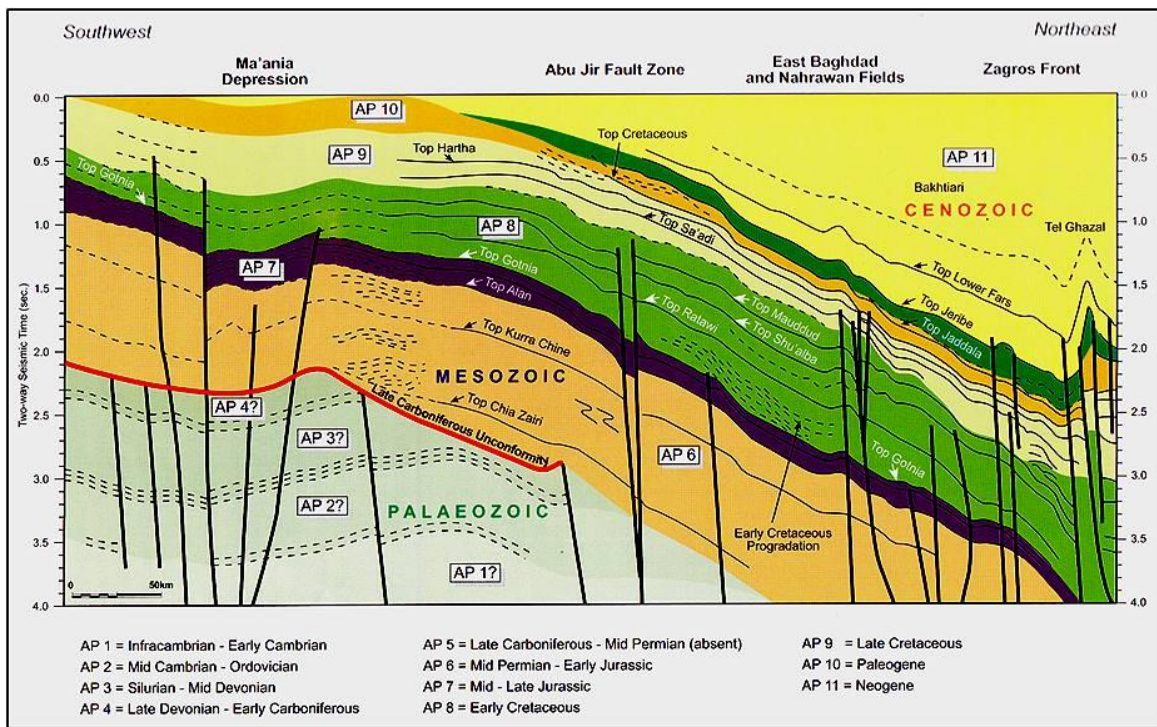 Southwest
Northeast
Ma'ania
Depression
Abu Jir Fault Zone
East Baghdad
and Nahrawan Fields
Zagros Front
0.0
0.5
1.0
1.5
2.0
2.5
3.0
3.5
4.0
Two-way Seismic Time (sec.)
0.0
0.5
1.0
1.5
2.0
2.5
3.0
3.5
4.0
AP 10
AP 9
Top Hartha
Top Cretaceous
AP 11
Top Gotnia
Bakhtiari
CENOZOIC
Tel Ghazal
AP 8
Top Sa'adi
AP 7
Top Gotnia
Top Alan
Top Lower Fars
Top Mauddud
Top Ratawi
Top Shu'aiba
Top Jeribe
Top Jaddala
Top Kurra Chine
MESOZOIC
AP 4?
Top Chia Zairi
Late Carboniferous Unconformity
AP 3?
AP 6
Top Gotnia
AP 2?
PALAEOZOIC
Early Cretaceous
Progradation
AP 1?
0
50km
AP 1 = Infracambrian - Early Cambrian
AP 2 = Mid Cambrian - Ordovician
AP 3 = Silurian - Mid Devonian
AP 4 = Late Devonian - Early Carboniferous
AP 5 = Late Carboniferous - Mid Permian (absent)
AP 6 = Mid Permian - Early Jurassic
AP 7 = Mid - Late Jurassic
AP 8 = Early Cretaceous
AP 9 = Late Cretaceous
AP 10 = Paleogene
AP 11 = Neogene